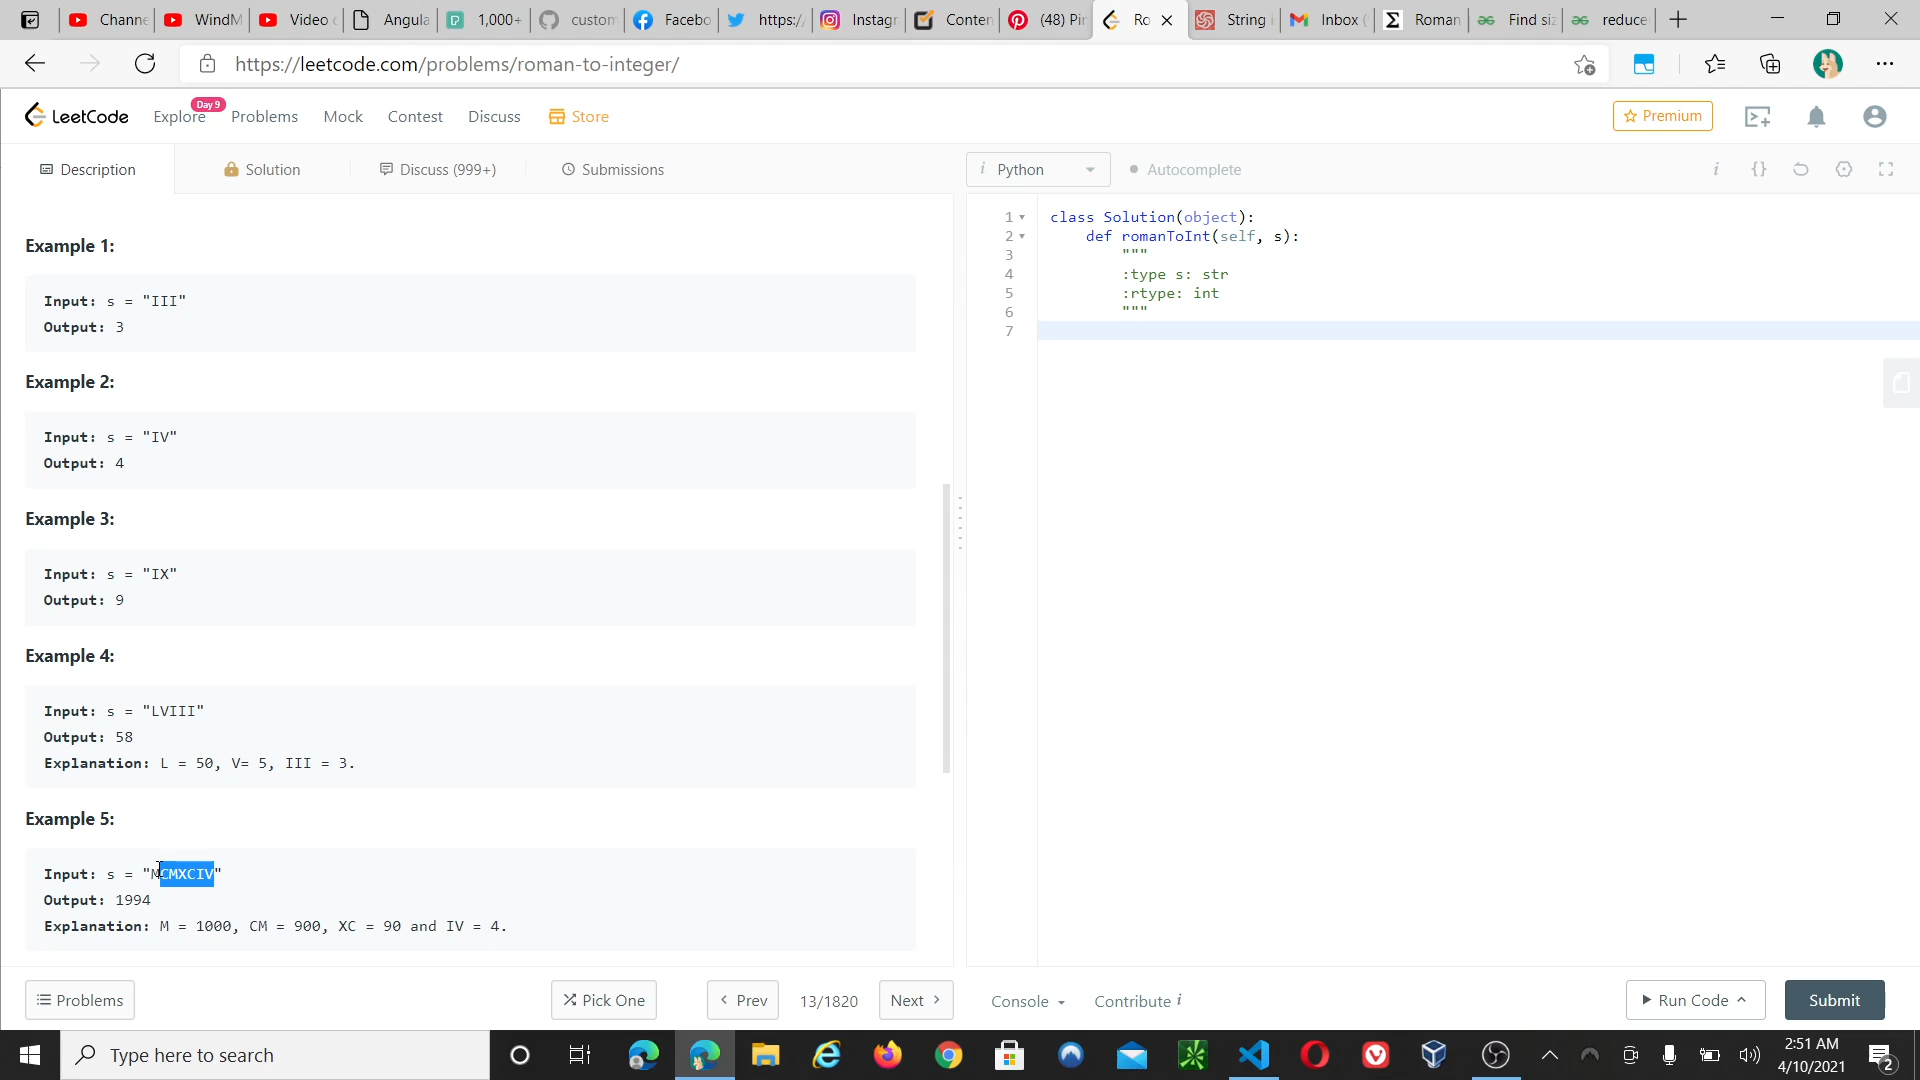 Channe
WindM
Video c
Angula
1,000+
custom
Facebo
https:/
Instagr
Conten
(48) Pin
Ro
String i
Inbox (
Roman
Find siz
reduce
https://leetcode.com/problems/roman-to-integer/
LeetCode
Explore
Day 9
Problems
Mock
Contest
Discuss
Store
Premium
Description
Solution
Discuss (999+)
Submissions
i Python
Autocomplete
i {}
Example 1:
Input: s = "III"
Output: 3
Example 2:
Input: s = "IV"
Output: 4
Example 3:
Input: s = "IX"
Output: 9
Example 4:
Input: s = "LVIII"
Output: 58
Explanation: L = 50, V= 5, III = 3.
Example 5:
Input: s = "MCMXCIV"
Output: 1994
Explanation: M = 1000, CM = 900, XC = 90 and IV = 4.
1 class Solution(object):
2 def romanToInt(self, s):
3 """
4 :type s: str
5 :rtype: int
6 """
7
Problems
Pick One
Prev
13/1820
Next
Console
Contribute i
Run Code
Submit
Type here to search
2:51 AM
4/10/2021
2